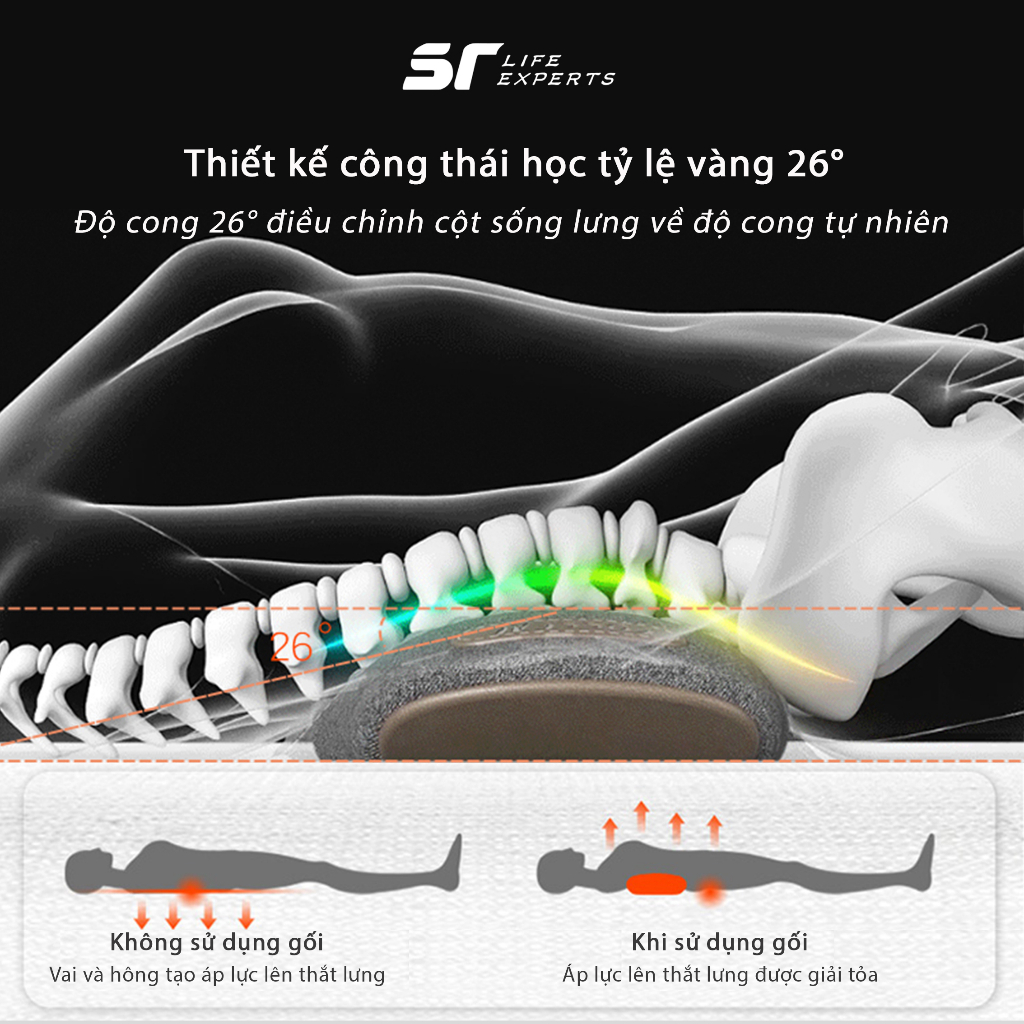 sr LIFE
EXPERTS
Thiết kế công thái học tỷ lệ vàng 26°
Độ cong 26° điều chỉnh cột sống lưng về độ cong tự nhiên
26°
Không sử dụng gối
Vai và hông tạo áp lực lên thắt lưng
Khi sử dụng gối
Áp lực lên thắt lưng được giải tỏa